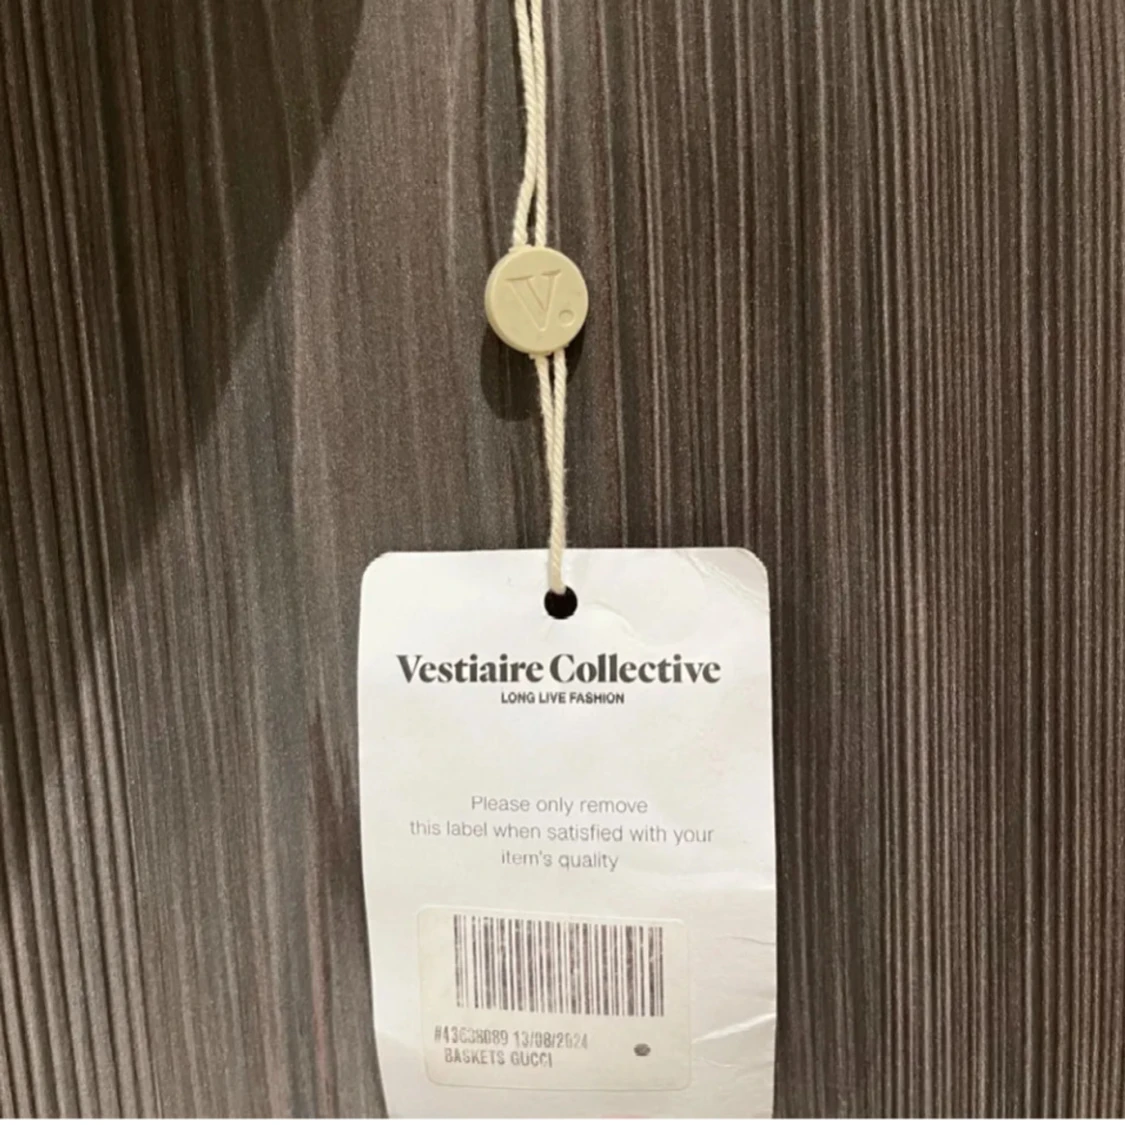 V.
Vestiaire Collective
LONG LIVE FASHION
Please only remove
this label when satisfied with your
item's quality
13/08/2024
BASKETS GUCCI